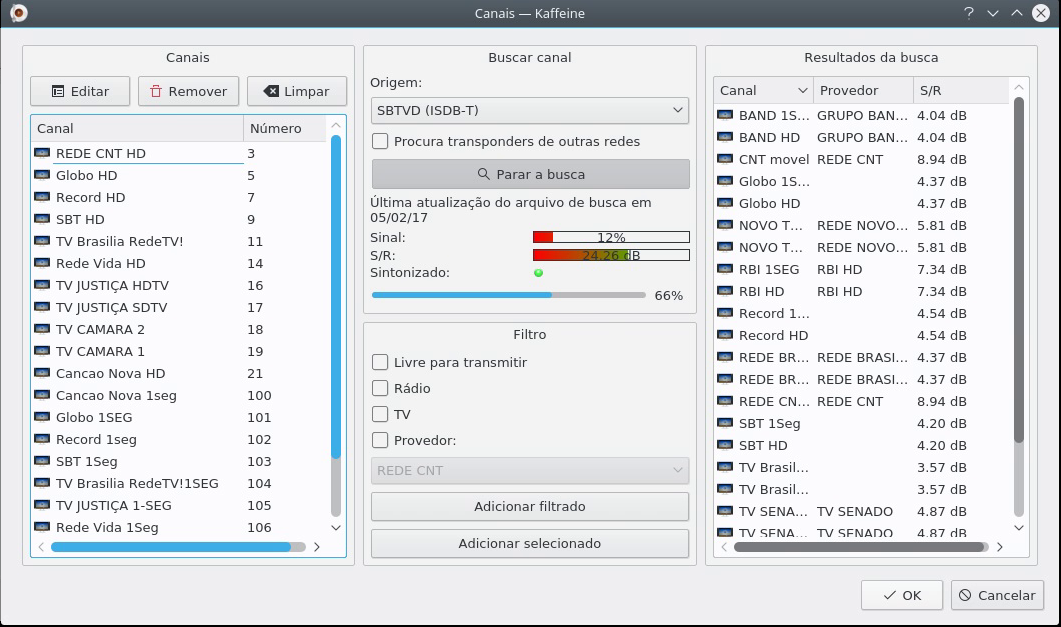 Canais — Kaffeine
Canais
Editar Remover Limpar
Canal Número
REDE CNT HD 3
Globo HD 5
Record HD 7
SBT HD 9
TV Brasilia RedeTV! 11
Rede Vida HD 14
TV JUSTIÇA HDTV 16
TV JUSTIÇA SDTV 17
TV CAMARA 2 18
TV CAMARA 1 19
Cancao Nova HD 21
Cancao Nova 1seg 100
Globo 1SEG 101
Record 1seg 102
SBT 1Seg 103
TV Brasilia RedeTV!1SEG 104
TV JUSTIÇA 1-SEG 105
Rede Vida 1Seg 106
Buscar canal
Origem:
SBTVD (ISDB-T)
Procura transponders de outras redes
Parar a busca
Última atualização do arquivo de busca em
05/02/17
Sinal: 12%
S/R: 24.26 dB
Sintonizado:
66%
Filtro
Livre para transmitir
Rádio
TV
Provedor:
REDE CNT
Adicionar filtrado
Adicionar selecionado
Resultados da busca
Canal Provedor S/R
BAND 1S... GRUPO BAN... 4.04 dB
BAND HD GRUPO BAN... 4.04 dB
CNT movel REDE CNT 8.94 dB
Globo 1S... 4.37 dB
Globo HD 4.37 dB
NOVO T... REDE NOVO... 5.81 dB
NOVO T... REDE NOVO... 5.81 dB
RBI 1SEG RBI HD 7.34 dB
RBI HD RBI HD 7.34 dB
Record 1... 4.54 dB
Record HD 4.54 dB
REDE BR... REDE BRASI... 4.37 dB
REDE BR... REDE BRASI... 4.37 dB
REDE CN... REDE CNT 8.94 dB
SBT 1Seg 4.20 dB
SBT HD 4.20 dB
TV Brasil... 3.57 dB
TV Brasil... 3.57 dB
TV SENA... TV SENADO 4.87 dB
TV SENA... TV SENADO 4.87 dB
OK Cancelar